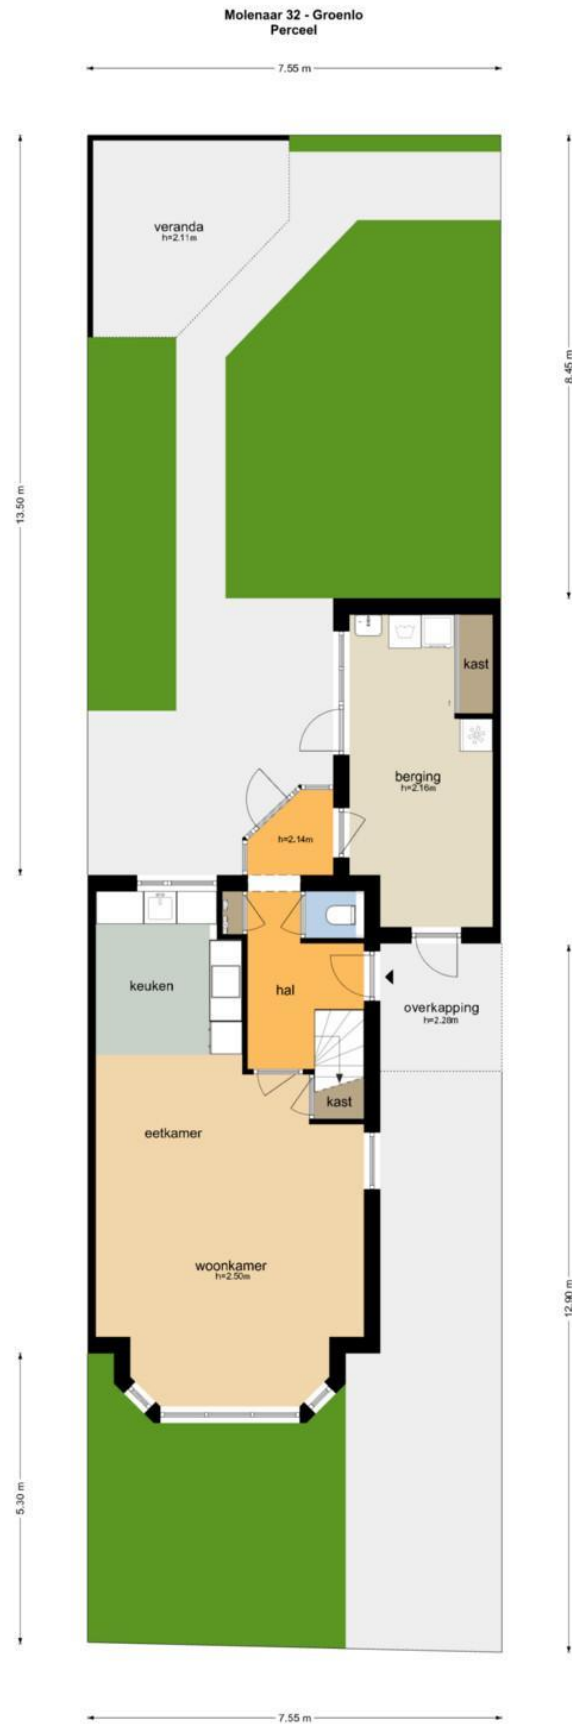 Molenaar 32 - Groenlo
Perceel
7.55 m
veranda
h=2.11m
8.45 m
13.50 m
kast
berging
h=2.16m
h=2.14m
keuken
hal
overkapping
h=2.28m
kast
eetkamer
woonkamer
h=2.50m
12.90 m
5.30 m
7.55 m